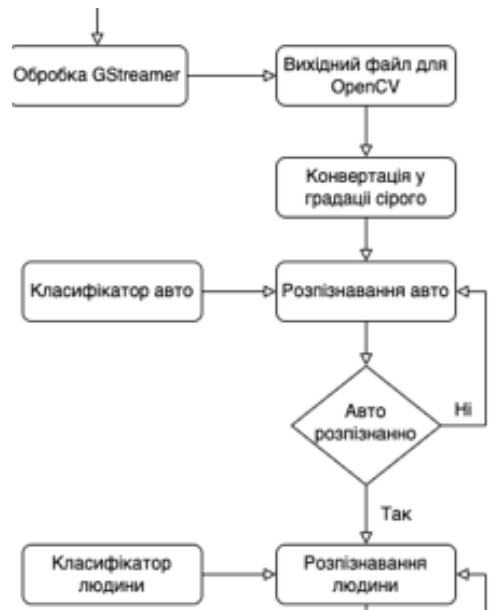 Обробка GStreamer
Вихідний файл для
OpenCV
Конвертація у
градації сірого
Класифікатор авто
Розпізнавання авто
Авто
розпізнанно
Ні
Так
Класифікатор
людини
Розпізнавання
людини